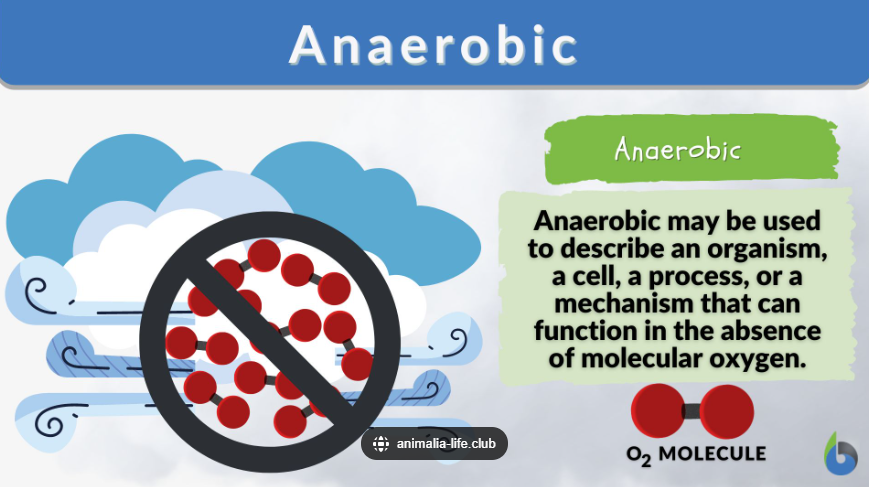 Anaerobic
Anaerobic
Anaerobic may be used
to describe an organism,
a cell, a process, or a
mechanism that can
function in the absence
of molecular oxygen.
animalia-life.club
O2 MOLECULE